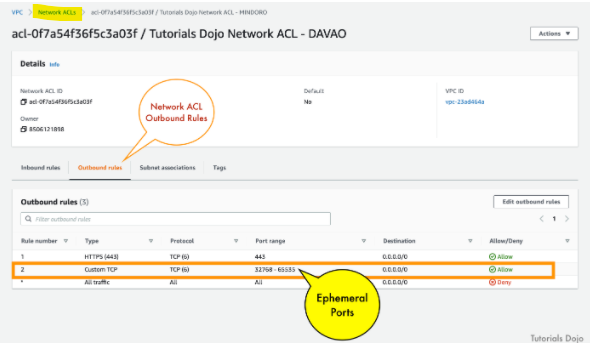 VPC > Network ACLs > acl-0f7a54f36f5c3a03f / Tutorials Dojo Network ACL - MINDORO
acl-0f7a54f36f5c3a03f / Tutorials Dojo Network ACL - DAVAO
Actions
Details Info
Network ACL ID
acl-0f7a54f36f5c3a03f
Default
No
VPC ID
vpc-23ad464a
Owner
8506121898
Network ACL
Outbound Rules
Inbound rules Outbound rules Subnet associations Tags
Outbound rules (3)
Edit outbound rules
Filter outbound rules
< 1 >
Rule number Type Protocol Port range Destination Allow/Deny
1 HTTPS (443) TCP (6) 443 0.0.0.0/0 Allow
2 Custom TCP TCP (6) 32768 - 65535 0.0.0.0/0 Allow
* All traffic All All 0.0.0.0/0 Deny
Ephemeral
Ports
Tutorials Dojo